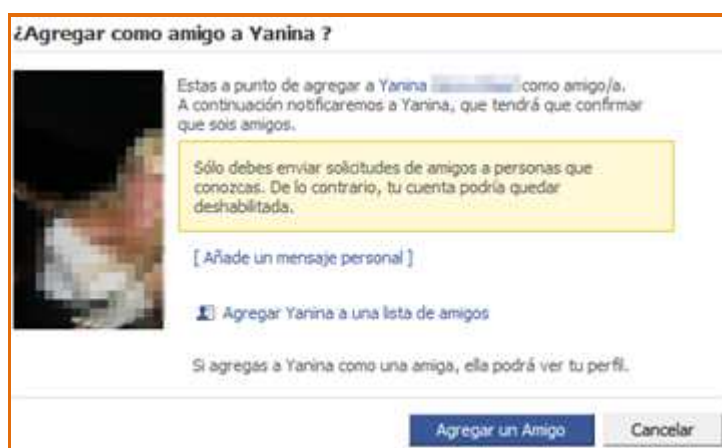 ¿Agregar como amigo a Yanina ?
Estas a punto de agregar a Yanina como amigo/a.
A continuación notificaremos a Yanina, que tendrá que confirmar
que sois amigos.
Sólo debes enviar solicitudes de amigos a personas que
conozcas. De lo contrario, tu cuenta podría quedar
deshabilitada.
[ Añade un mensaje personal ]
Agregar Yanina a una lista de amigos
Si agregas a Yanina como una amiga, ella podrá ver tu perfil.
Agregar un Amigo Cancelar